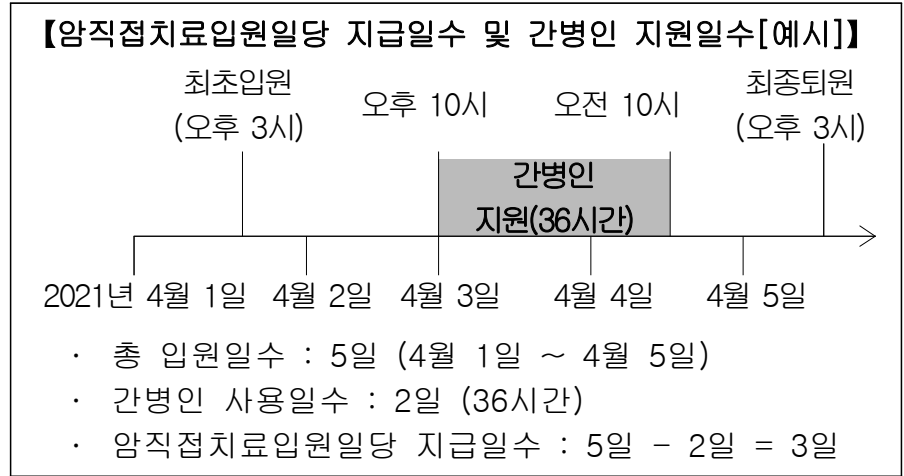 【암직접치료입원일당 지급일수 및 간병인 지원일수[예시]】
최초입원
(오후 3시)
오후 10시
오전 10시
최종퇴원
(오후 3시)
간병인
지원(36시간)
2021년 4월 1일 4월 2일 4월 3일 4월 4일 4월 5일
· 총 입원일수 : 5일 (4월 1일 ~ 4월 5일)
· 간병인 사용일수 : 2일 (36시간)
· 암직접치료입원일당 지급일수 : 5일 - 2일 = 3일